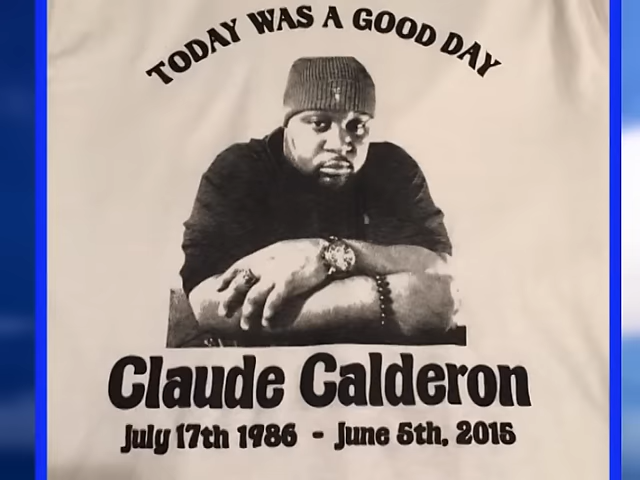 TODAY WAS A GOOD DAY
Claude Calderon
July 17th 1986 - June 5th, 2015